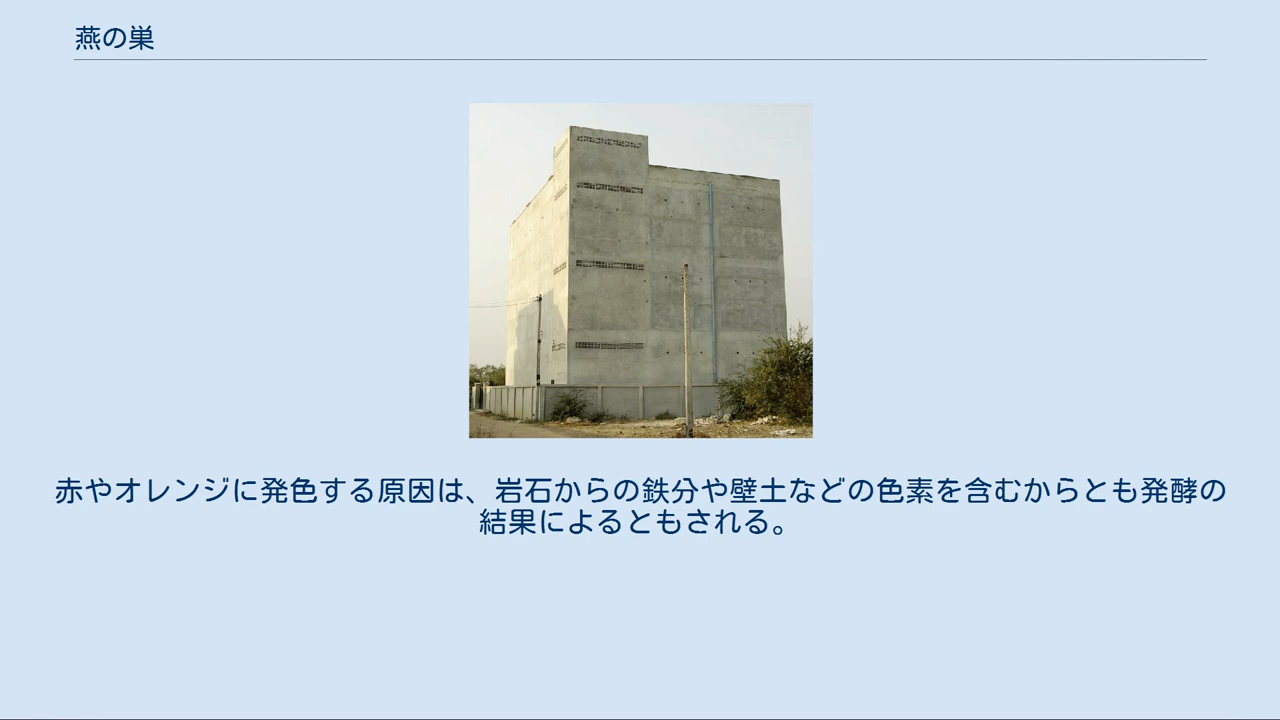 燕の巣
赤やオレンジに発色する原因は、岩石からの鉄分や壁土などの色素を含むからとも発酵の
結果によるともされる。